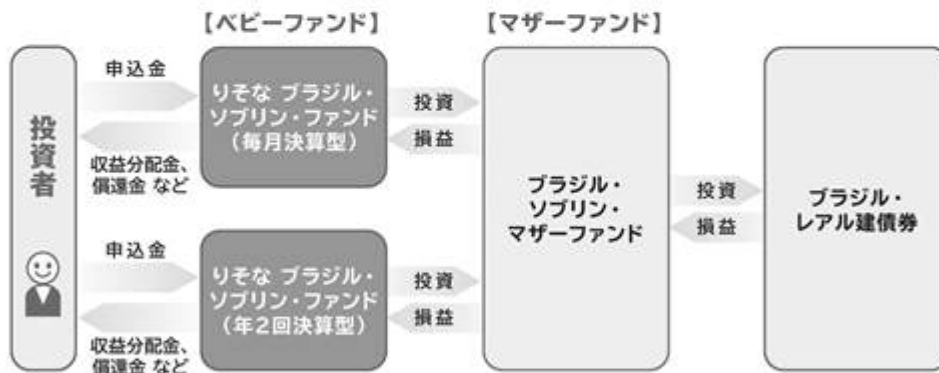 【ベビーファンド】
【マザーファンド】
投資者
申込金
収益分配金、
償還金 など
りそな ブラジル・
ソブリン・ファンド
（毎月決算型）
投資
損益
申込金
収益分配金、
償還金 など
りそな ブラジル・
ソブリン・ファンド
（年2回決算型）
投資
損益
ブラジル・
ソブリン・
マザーファンド
投資
損益
ブラジル・
レアル建債券